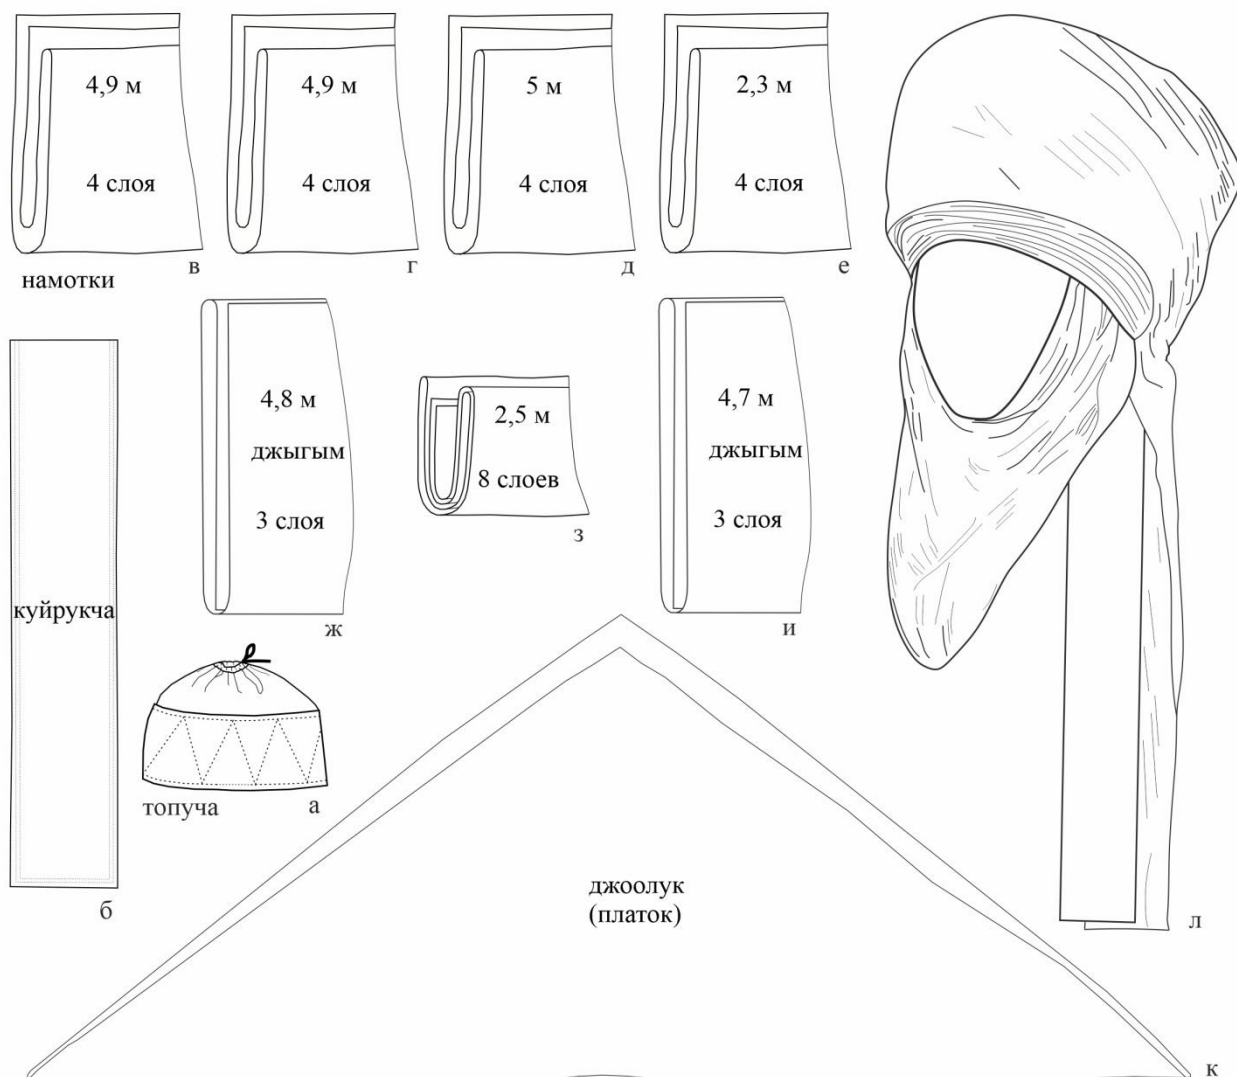 4,9 м
4 слоя
в
4,9 м
4 слоя
г
5 м
4 слоя
д
2,3 м
4 слоя
е
намотки
4,8 м
джыгым
3 слоя
ж
2,5 м
8 слоев
з
4,7 м
джыгым
3 слоя
и
куйрукча
б
топуча
а
джоолук
(платок)
к
л